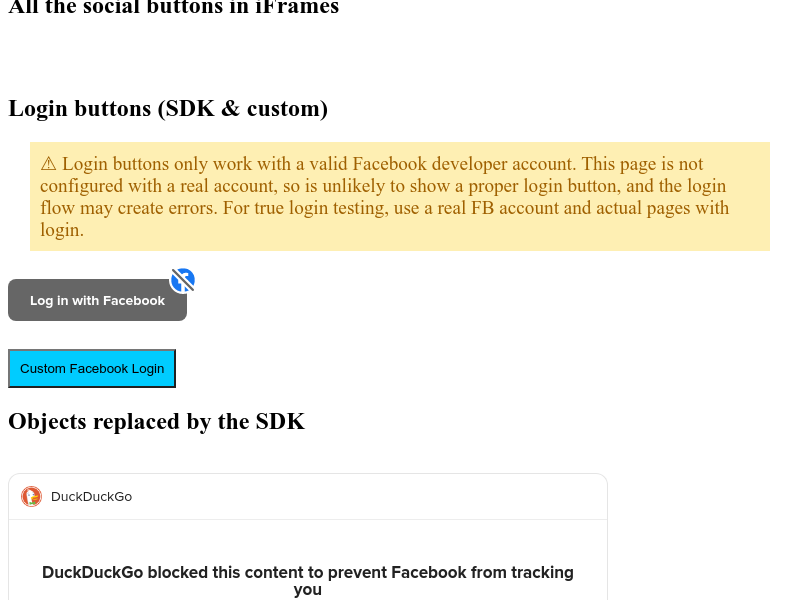 All the social buttons in iFrames
Login buttons (SDK & custom)
⚠ Login buttons only work with a valid Facebook developer account. This page is not
configured with a real account, so is unlikely to show a proper login button, and the login
flow may create errors. For true login testing, use a real FB account and actual pages with
login.
Log in with Facebook
Custom Facebook Login
Objects replaced by the SDK
DuckDuckGo
DuckDuckGo blocked this content to prevent Facebook from tracking
you